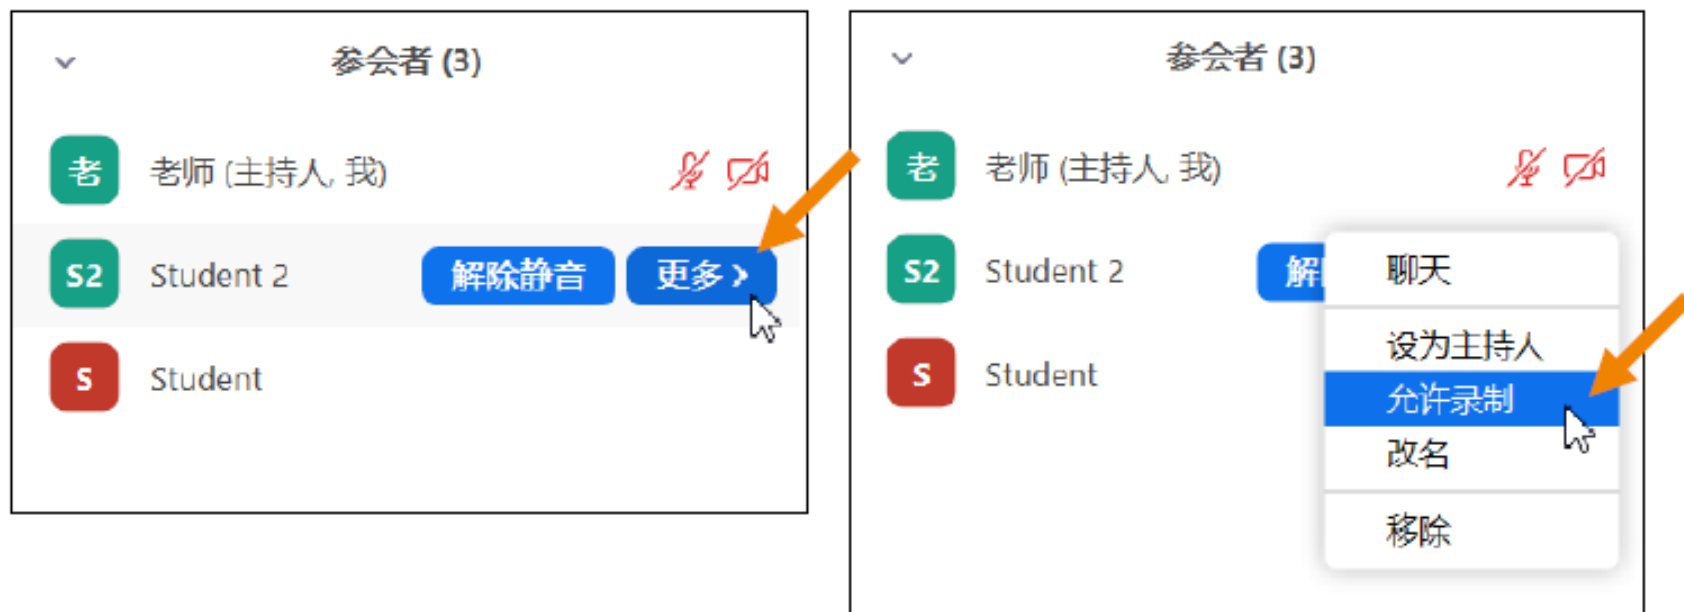 参会者 (3)
老 老师 (主持人, 我)
S2 Student 2 解除静音 更多 >
S Student
参会者 (3)
老 老师 (主持人, 我)
S2 Student 2
聊天
设为主持人
允许录制
S Student
改名
移除